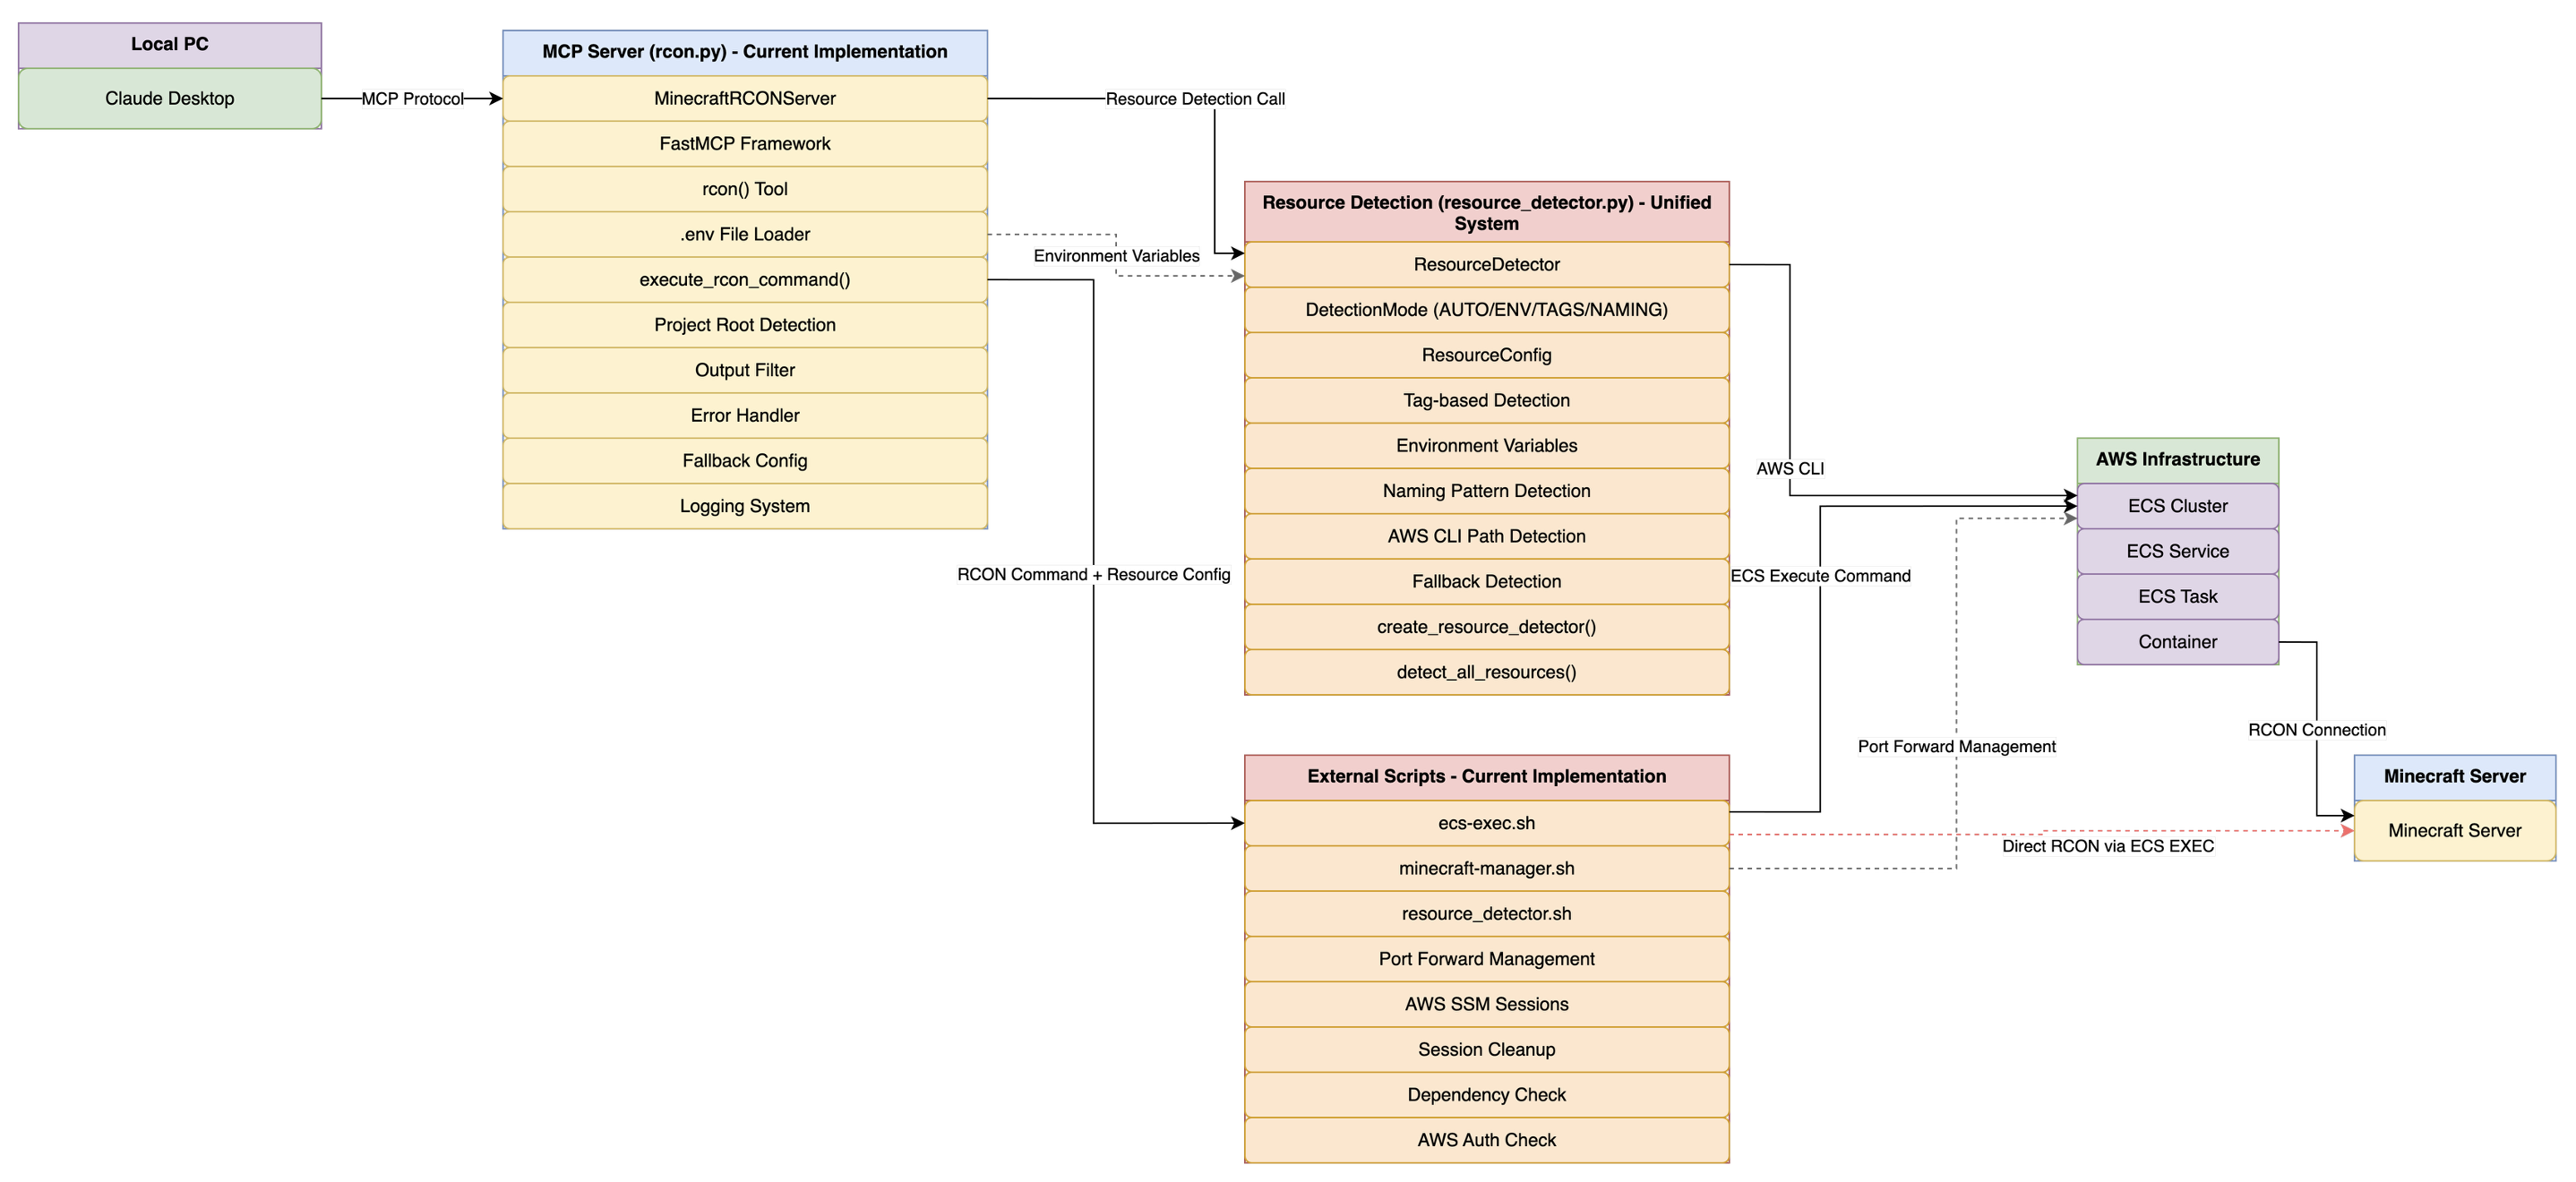 Local PC
Claude Desktop
MCP Protocol
MCP Server (rcon.py) - Current Implementation
MinecraftRCONServer
FastMCP Framework
rcon() Tool
.env File Loader
execute_rcon_command()
Project Root Detection
Output Filter
Error Handler
Fallback Config
Logging System
Resource Detection Call
Environment Variables
RCON Command + Resource Config
Resource Detection (resource_detector.py) - Unified
System
ResourceDetector
DetectionMode (AUTO/ENV/TAGS/NAMING)
ResourceConfig
Tag-based Detection
Environment Variables
Naming Pattern Detection
AWS CLI Path Detection
Fallback Detection
create_resource_detector()
detect_all_resources()
External Scripts - Current Implementation
ecs-exec.sh
minecraft-manager.sh
resource_detector.sh
Port Forward Management
AWS SSM Sessions
Session Cleanup
Dependency Check
AWS Auth Check
AWS CLI
ECS Execute Command
Port Forward Management
Direct RCON via ECS EXEC
AWS Infrastructure
ECS Cluster
ECS Service
ECS Task
Container
RCON Connection
Minecraft Server
Minecraft Server